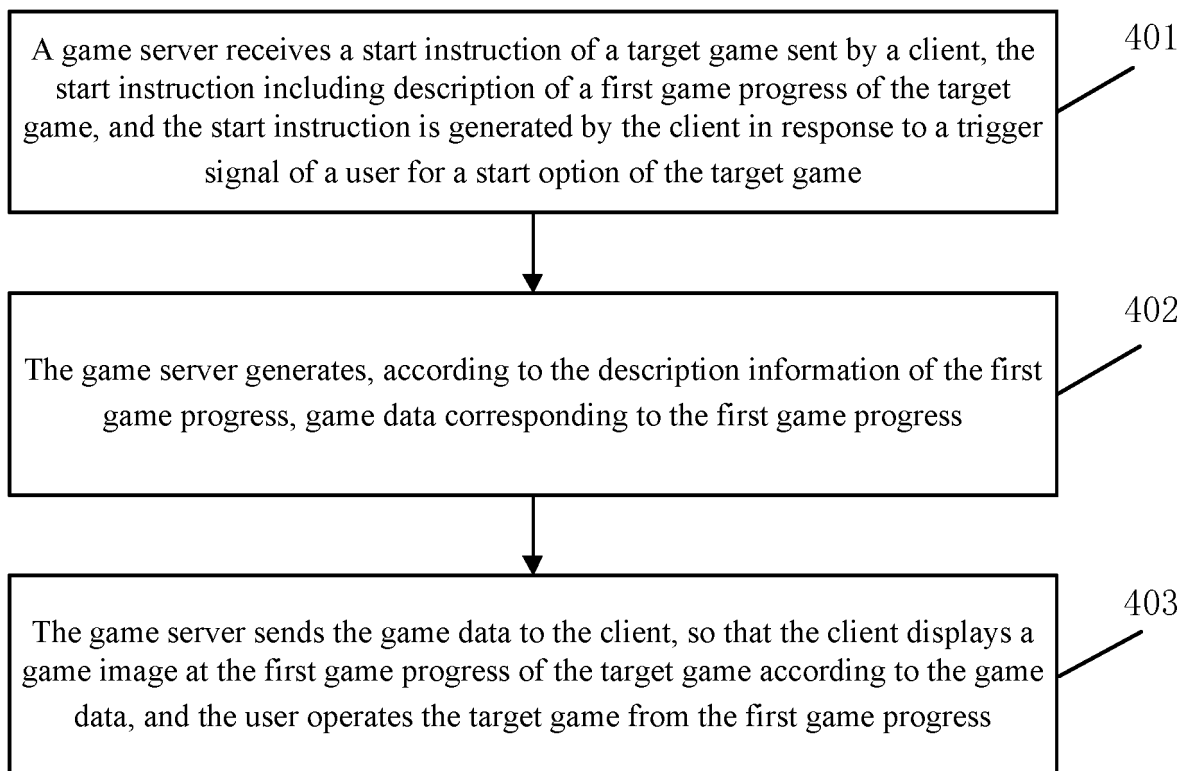 A game server receives a start instruction of a target game sent by a client, the
start instruction including description of a first game progress of the target
game, and the start instruction is generated by the client in response to a trigger
signal of a user for a start option of the target game
401
The game server generates, according to the description information of the first
game progress, game data corresponding to the first game progress
402
The game server sends the game data to the client, so that the client displays a
game image at the first game progress of the target game according to the game
data, and the user operates the target game from the first game progress
403